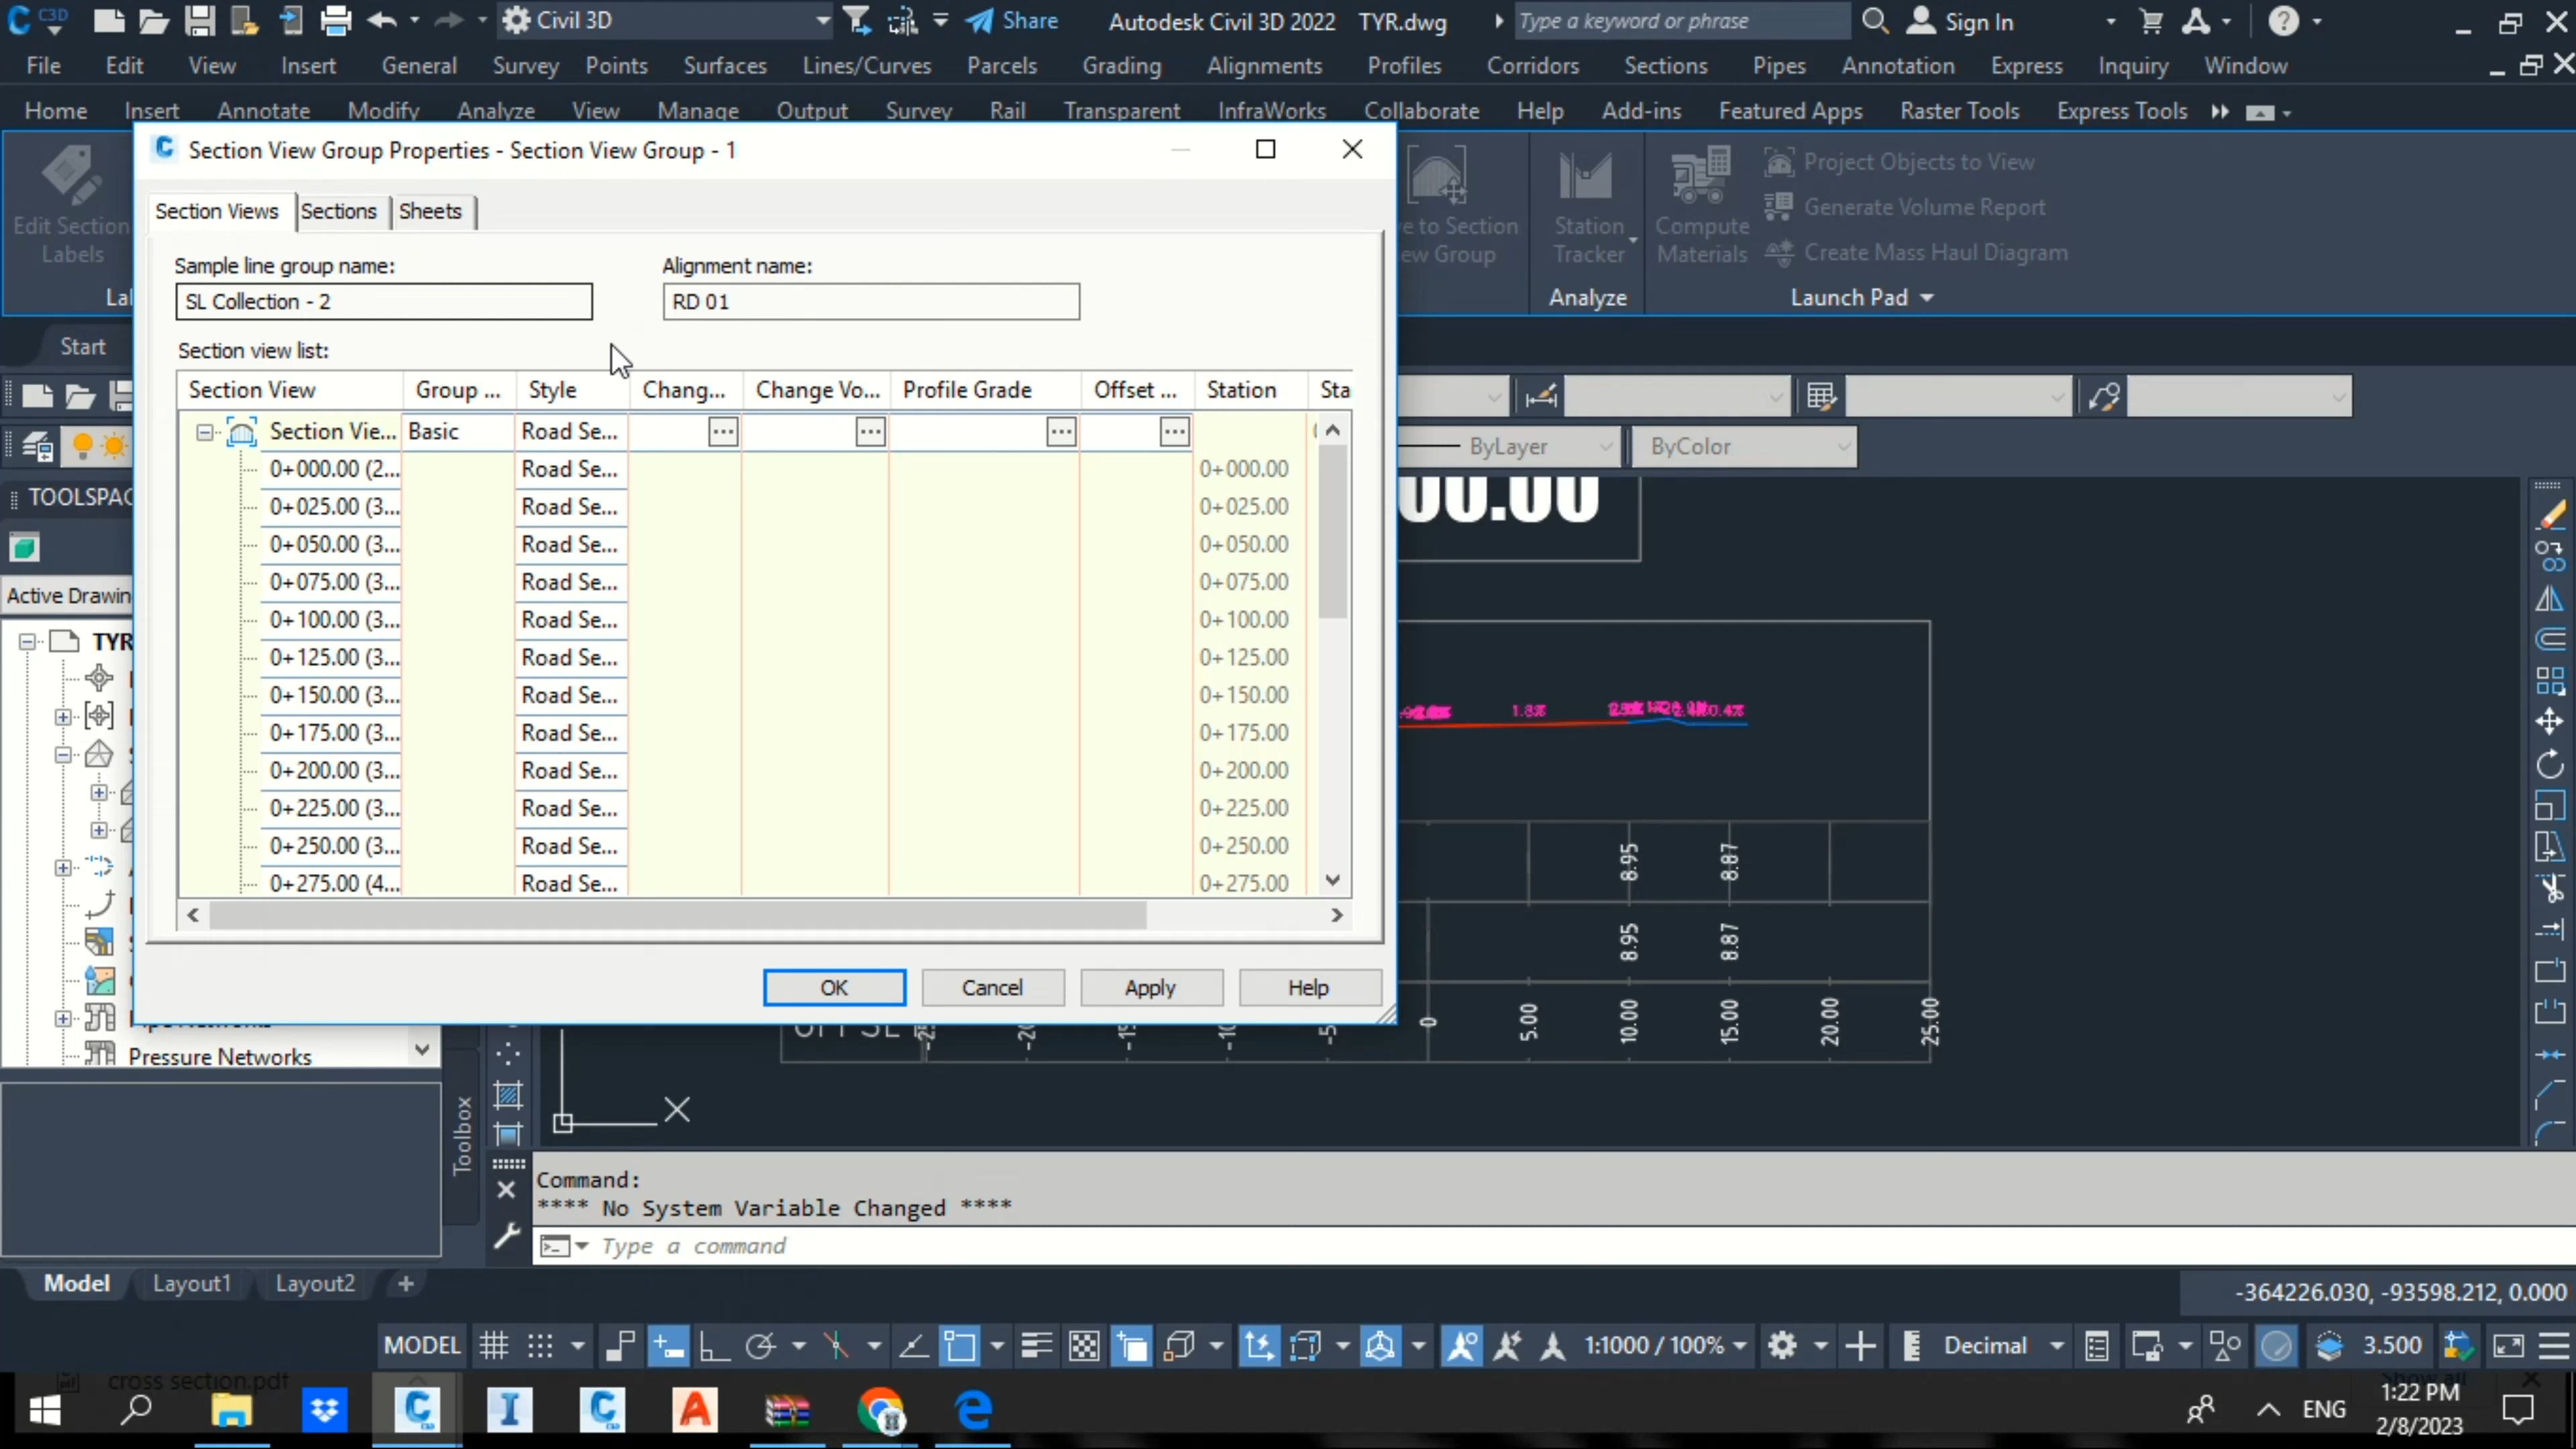 C3D Civil 3D Share Autodesk Civil 3D 2022 TYR.dwg Type a keyword or phrase Sign In
File Edit View Insert General Survey Points Surfaces Lines/Curves Parcels Grading Alignments Profiles Corridors Sections Pipes Annotation Express Inquiry Window
Home Insert Annotate Modify Analyze View Manage Output Survey Rail Transparent InfraWorks Collaborate Help Add-ins Featured Apps Raster Tools Express Tools
Section View Group Properties - Section View Group - 1
Edit Section
Labels
e to Section
ew Group
Station
Tracker
Compute
Materials
Project Objects to View
Generate Volume Report
Create Mass Haul Diagram
Analyze
Launch Pad
Section Views Sections Sheets
Sample line group name: Alignment name:
SL Collection - 2 RD 01
Start
Section view list:
Section View Group ... Style Chang... Change Vo... Profile Grade Offset ... Station Sta
Section Vie... Basic Road Se...
0+000.00 (2... Road Se... 0+000.00
0+025.00 (3... Road Se... 0+025.00
0+050.00 (3... Road Se... 0+050.00
0+075.00 (3... Road Se... 0+075.00
0+100.00 (3... Road Se... 0+100.00
0+125.00 (3... Road Se... 0+125.00
0+150.00 (3... Road Se... 0+150.00
0+175.00 (3... Road Se... 0+175.00
0+200.00 (3... Road Se... 0+200.00
0+225.00 (3... Road Se... 0+225.00
0+250.00 (3... Road Se... 0+250.00
0+275.00 (4... Road Se... 0+275.00
OK Cancel Apply Help
ByLayer ByColor
TOOLSPAC
Active Drawin
TYR
Pressure Networks
Toolbox
00.00
1.8%
8.95 8.87
8.95 8.87
0 5.00 10.00 15.00 20.00 25.00
X
Command:
**** No System Variable Changed ****
Type a command
Model Layout1 Layout2 +
-364226.030, -93598.212, 0.000
MODEL 1:1000 / 100% Decimal 3.500
cross section.pdf Show all
ENG 1:22 PM
2/8/2023